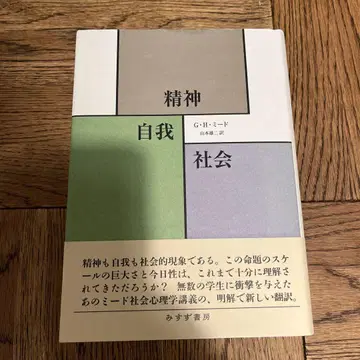 精神
自我
G・H・ミード
山本雄二訳
社会
精神も自我も社会的現象である。この命題のスケ
ールの巨大さと今日性は、これまで十分に理解さ
れてきただろうか? 無数の学生に衝撃を与えた
あのミード社会心理学講義の、明解で新しい翻訳。
みすず書房